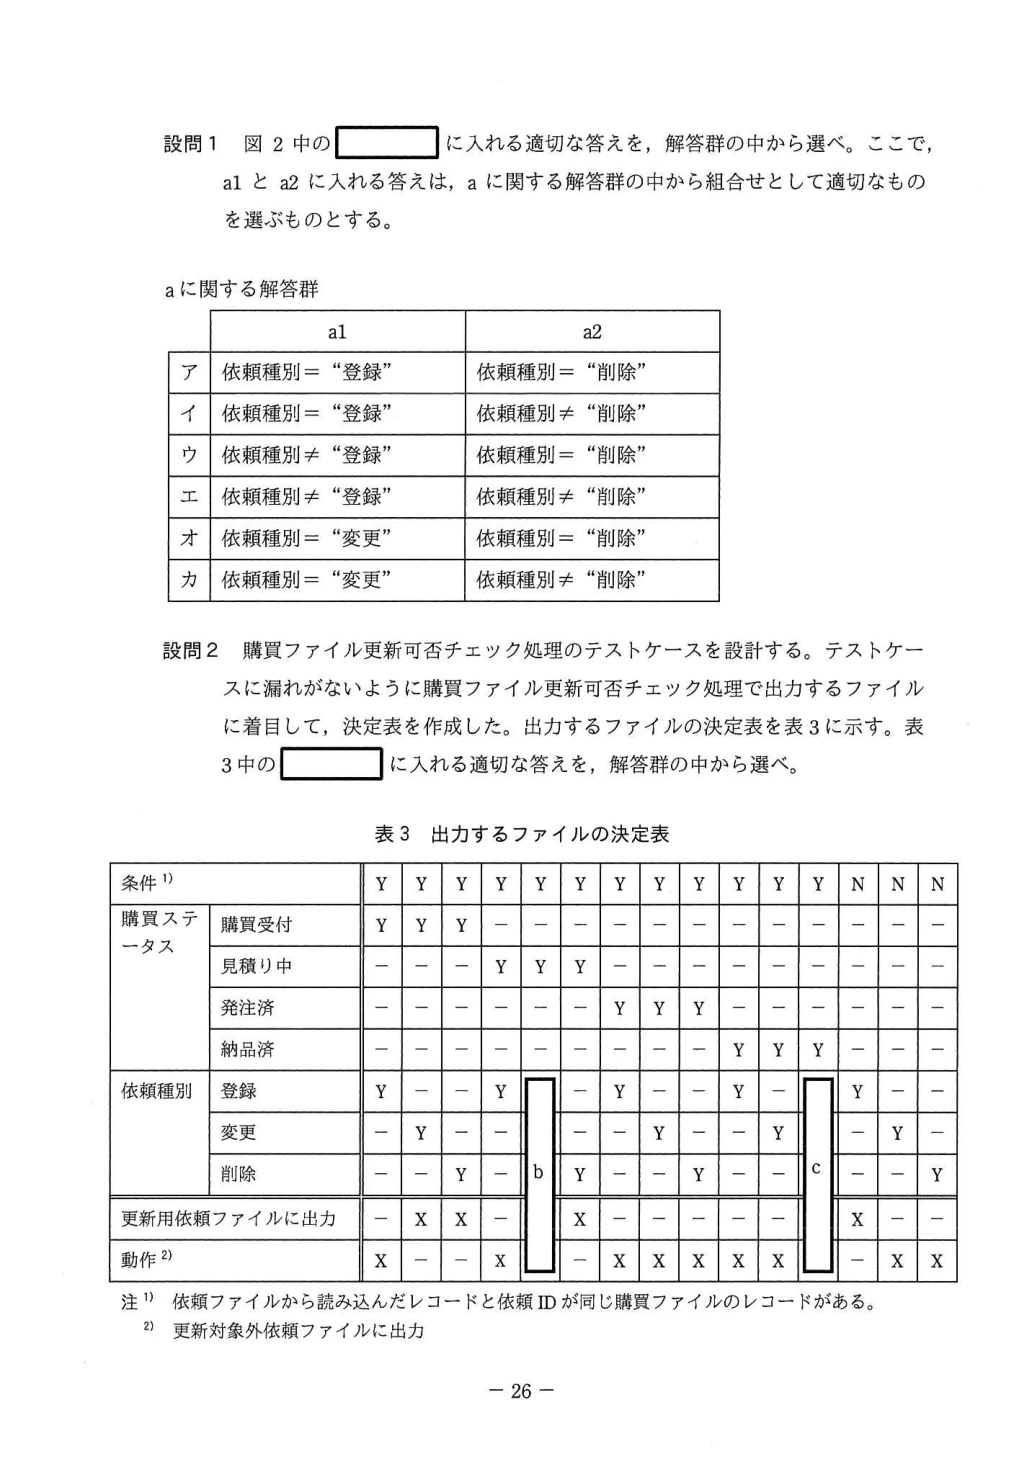 設問1 図 2 中の に入れる適切な答えを，解答群の中から選べ。ここで，
a1 と a2 に入れる答えは，a に関する解答群の中から組合せとして適切なもの
を選ぶものとする。
a に関する解答群
a1 a2
ア 依頼種別＝“登録” 依頼種別＝“削除”
イ 依頼種別＝“登録” 依頼種別≠“削除”
ウ 依頼種別≠“登録” 依頼種別＝“削除”
エ 依頼種別≠“登録” 依頼種別≠“削除”
オ 依頼種別＝“変更” 依頼種別＝“削除”
カ 依頼種別＝“変更” 依頼種別≠“削除”
設問2 購買ファイル更新可否チェック処理のテストケースを設計する。テストケー
スに漏れがないように購買ファイル更新可否チェック処理で出力するファイル
に着目して，決定表を作成した。出力するファイルの決定表を表 3 に示す。表
3 中の に入れる適切な答えを，解答群の中から選べ。
表 3 出力するファイルの決定表
条件 1) Y Y Y Y Y Y Y Y Y Y Y Y N N N
購買ステ 購買受付 Y Y Y － － － － － － － － － － － －
ータス
見積り中 － － － Y Y Y － － － － － － － － －
発注済 － － － － － － Y Y Y － － － － － －
納品済 － － － － － － － － － Y Y Y － － －
依頼種別 登録 Y － － Y － Y － － Y － Y － －
変更 － Y － － － － Y － － Y － Y －
削除 － － Y － b Y － － Y － － c － － Y
更新用依頼ファイルに出力 － X X － X － － － － － X － －
動作 2) X － － X － X X X X X － X X
注 1) 依頼ファイルから読み込んだレコードと依頼 ID が同じ購買ファイルのレコードがある。
2) 更新対象外依頼ファイルに出力
－ 26 －